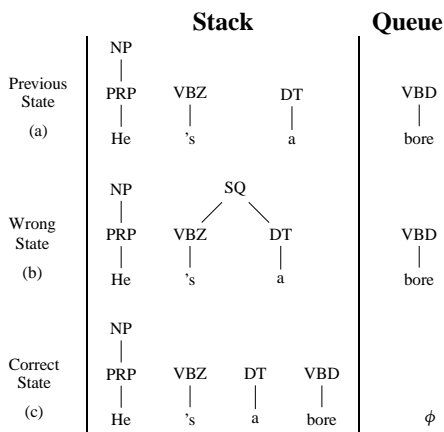 Stack Queue
NP
Previous PRP VBZ DT VBD
State
(a) He 's a bore
SQ
NP
Wrong PRP VBZ DT VBD
State
(b) He 's a bore
NP
Correct PRP VBZ DT VBD
State
(c) He 's a bore ϕ